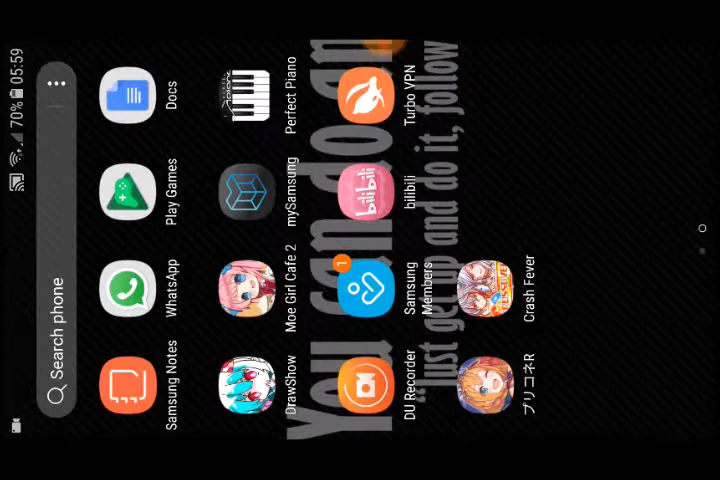 70% 05:59
Search phone
Samsung Notes
WhatsApp
Play Games
Docs
DrawShow
Moe Girl Cafe 2
mySamsung
Perfect Piano
DU Recorder
1
Samsung
Members
bilibili
bilibili
Turbo VPN
プリコネR
Crash Fever
You can do an
"Just get up and do it, follow